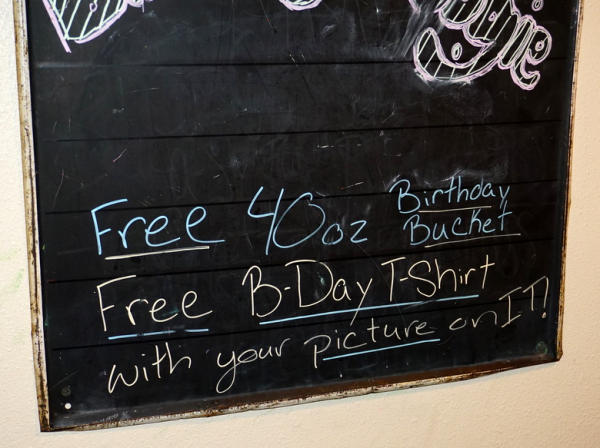 Free 40oz Birthday Bucket
Free B-Day T-Shirt
with your picture on IT!